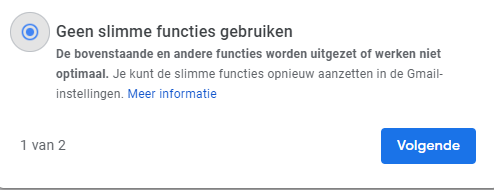 Geen slimme functies gebruiken
De bovenstaande en andere functies worden uitgezet of werken niet
optimaal. Je kunt de slimme functies opnieuw aanzetten in de Gmail-
instellingen. Meer informatie
1 van 2
Volgende